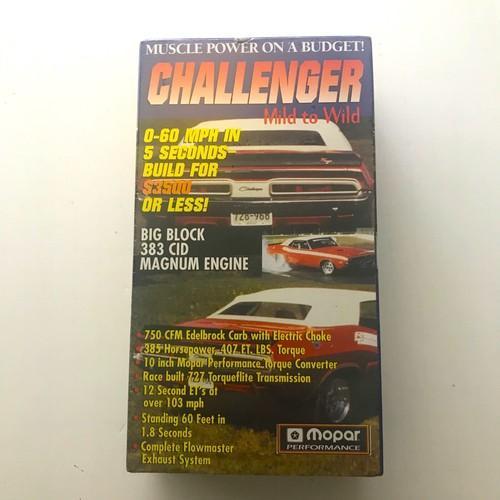 MUSCLE POWER ON A BUDGET!
CHALLENGER
Mild to Wild
0-60 MPH IN
5 SECONDS
BUILD FOR
$3500
OR LESS!
Challenger
728-988
BIG BLOCK
383 CID
MAGNUM ENGINE
• 750 CFM Edelbrock Carb with Electric Choke
• 385 Horsepower, 407 FT. LBS. Torque
• 10 inch Mopar Performance Torque Converter
• Race built 727 Torqueflite Transmission
• 12 Second ET's at
over 103 mph
• Standing 60 Feet in
1.8 Seconds
• Complete Flowmaster
Exhaust System
Mopar
PERFORMANCE